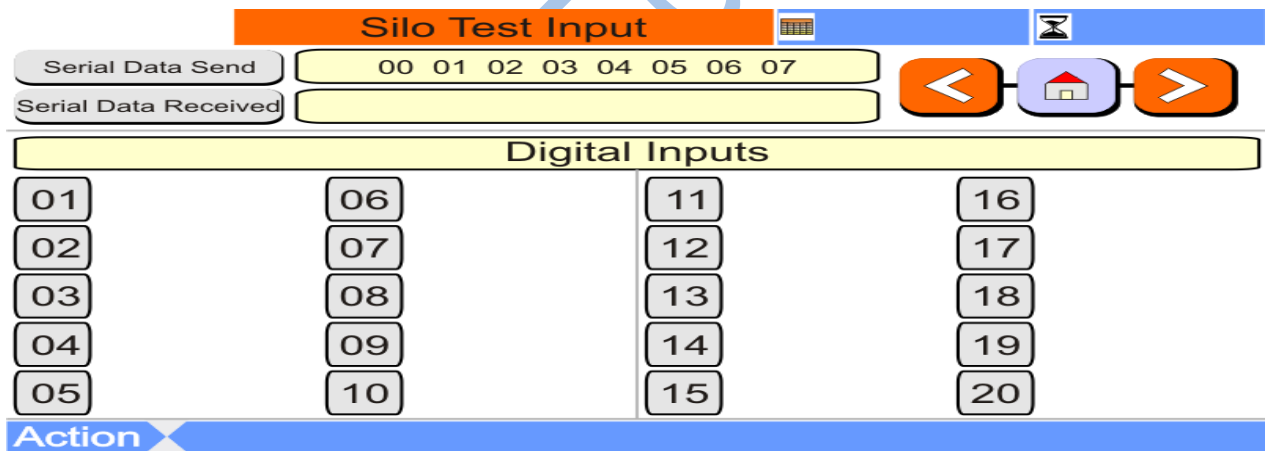 Silo Test Input
Serial Data Send 00 01 02 03 04 05 06 07
Serial Data Received
Digital Inputs
01 06 11 16
02 07 12 17
03 08 13 18
04 09 14 19
05 10 15 20
Action